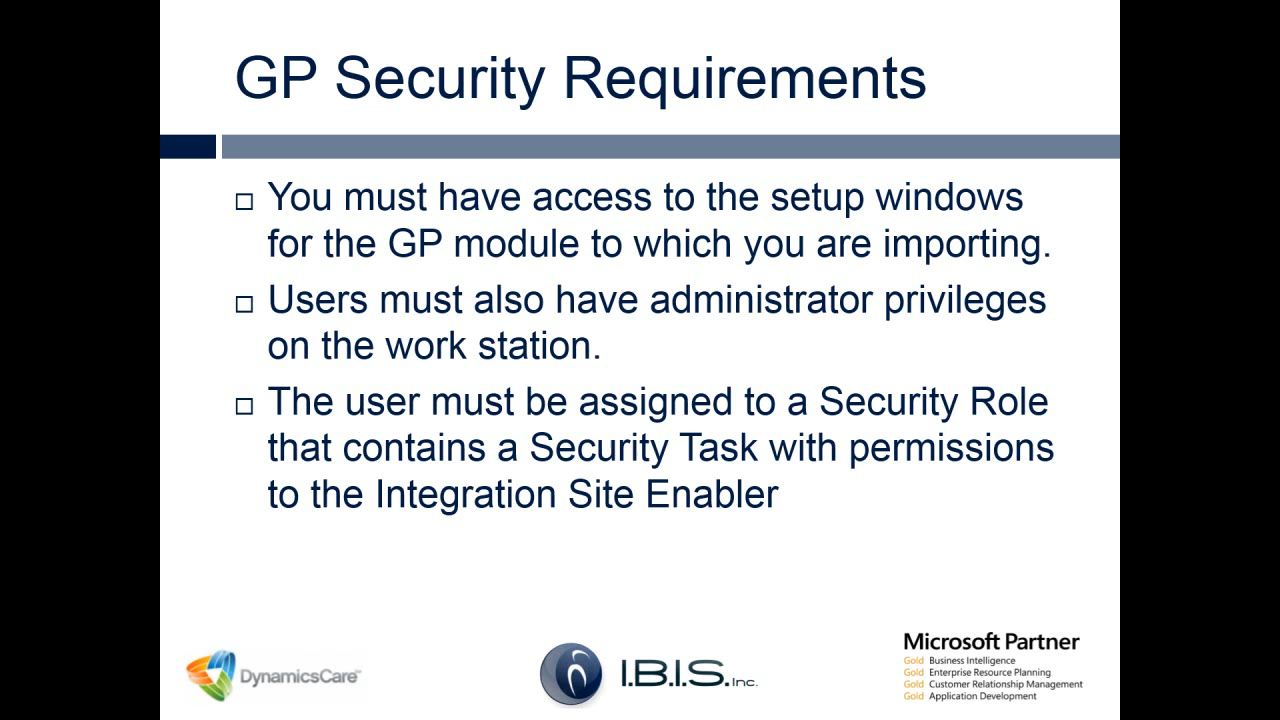 GP Security Requirements
You must have access to the setup windows
for the GP module to which you are importing.
Users must also have administrator privileges
on the work station.
The user must be assigned to a Security Role
that contains a Security Task with permissions
to the Integration Site Enabler
DynamicsCare™
I.B.I.S. Inc.
Microsoft Partner
Gold Business Intelligence
Gold Enterprise Resource Planning
Gold Customer Relationship Management
Gold Application Development